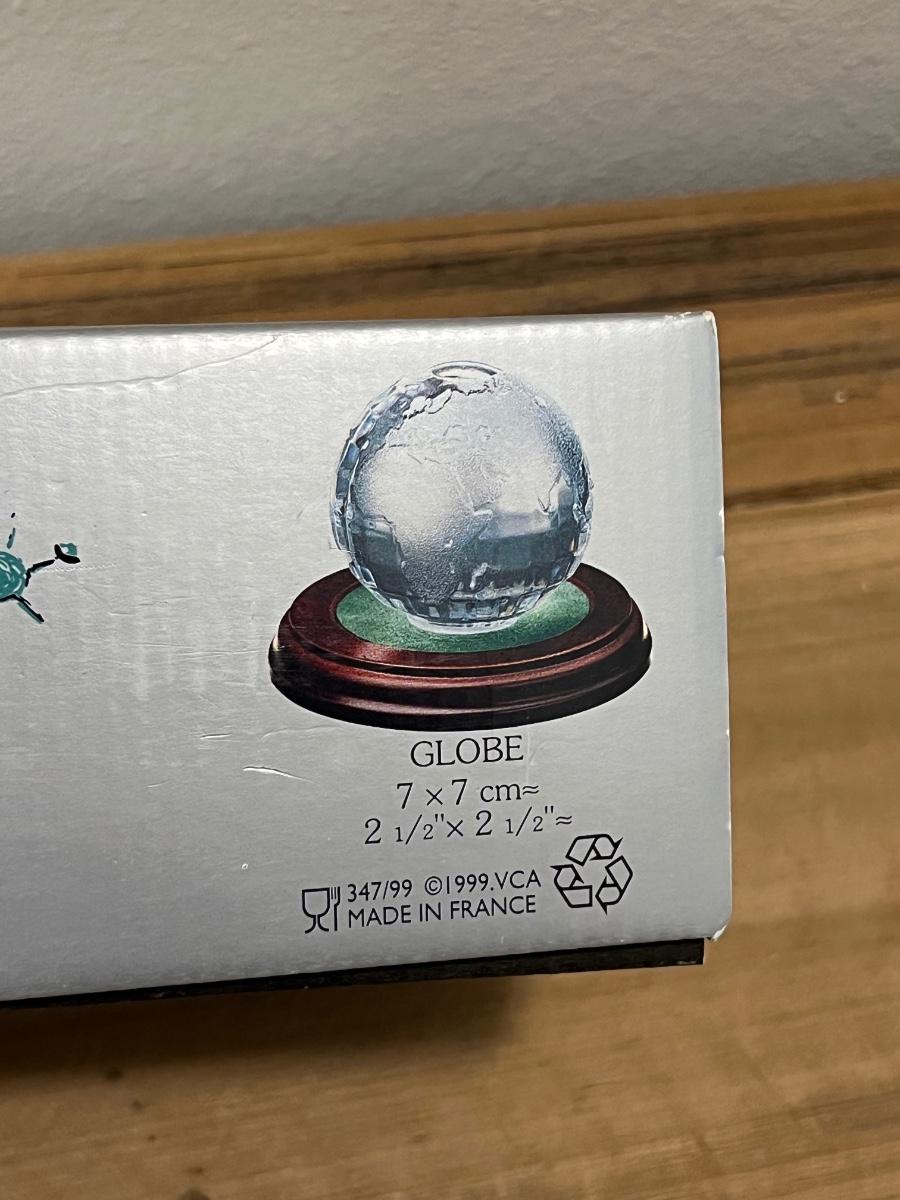 GLOBE
7 × 7 cm≈
2 1/2"× 2 1/2"≈
347/99 ©1999.VCA
MADE IN FRANCE